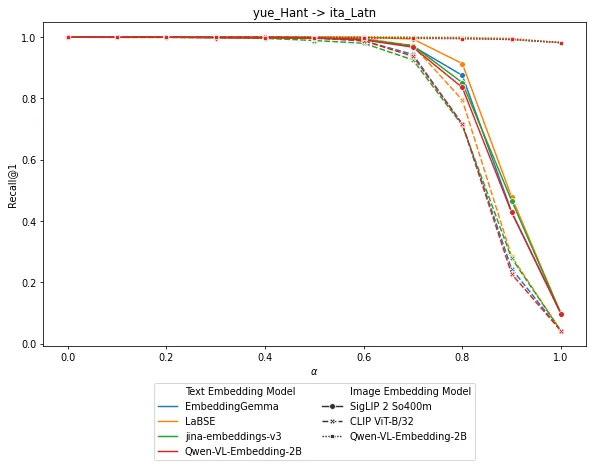 yue_Hant -> ita_Latn
Recall@1
1.0
0.8
0.6
0.4
0.2
0.0
0.0 0.2 0.4 0.6 0.8 1.0
α
Text Embedding Model
EmbeddingGemma
LaBSE
jina-embeddings-v3
Qwen-VL-Embedding-2B
Image Embedding Model
SigLIP 2 So400m
CLIP ViT-B/32
Qwen-VL-Embedding-2B